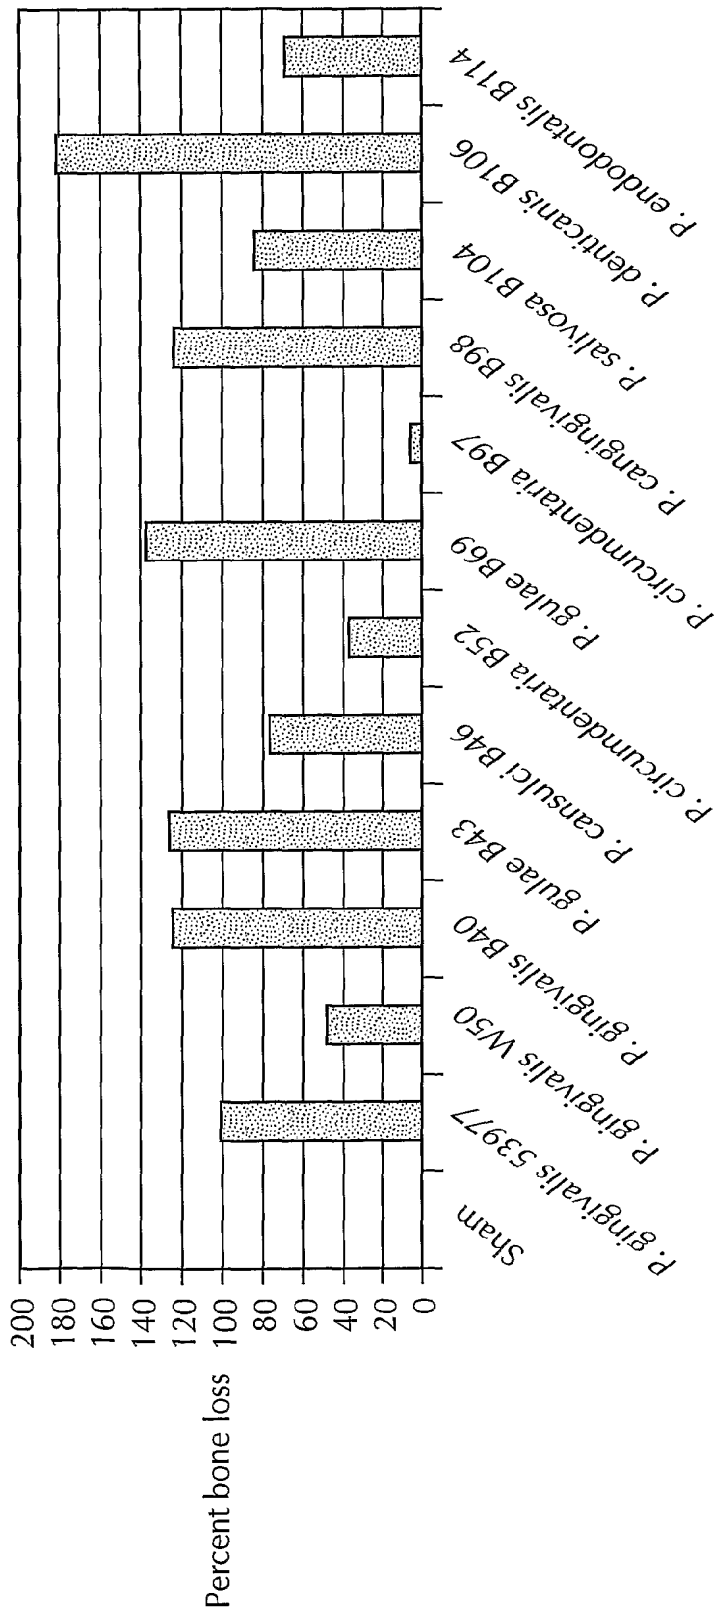 Percent bone loss
200
180
160
140
120
100
80
60
40
20
0
Sham
P. gingivalis 53977
P. gingivalis W50
P. gingivalis B40
P. gulae B43
P. cansulci B46
P. circumdentaria B52
P. gulae B69
P. circumdentaria B97
P. cangingivalis B98
P. salivosa B104
P. denticanis B106
P. endodontalis B114